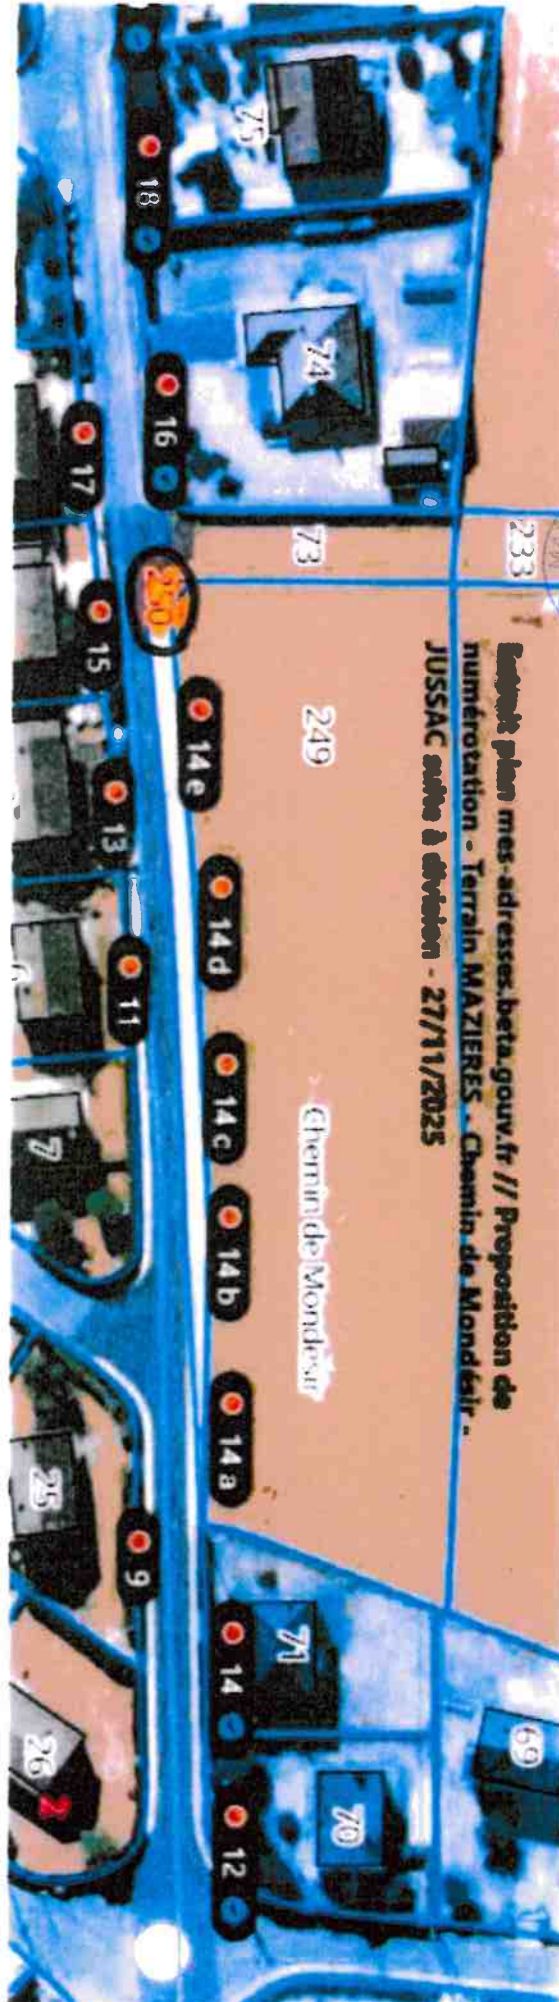 Extrait plan mes-adresses.beta.gouv.fr // Proposition de
numérotation - Terrain MAZIERES - Chemin de Mondésir -
JUSSAC suite à division - 27/11/2025
233
69
75
74
73
249
Chemin de Mondésir
71
70
18
16
250
14 e
14 d
14 c
14 b
14 a
14
12
17
15
13
11
9
7
25
26
2